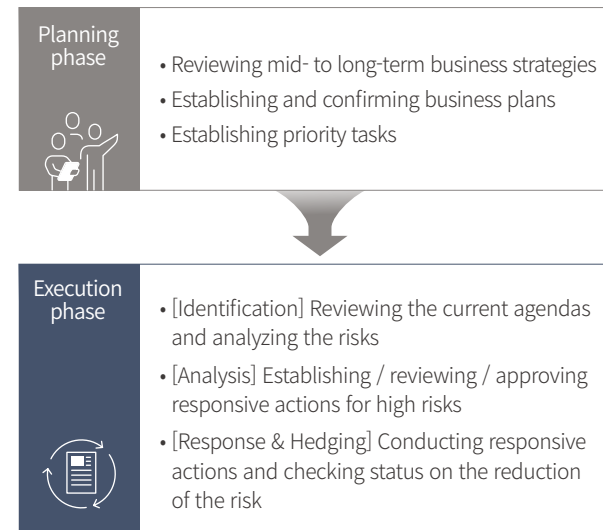 Planning
phase
• Reviewing mid- to long-term business strategies
• Establishing and confirming business plans
• Establishing priority tasks
Execution
phase
• [Identification] Reviewing the current agendas
and analyzing the risks
• [Analysis] Establishing / reviewing / approving
responsive actions for high risks
• [Response & Hedging] Conducting responsive
actions and checking status on the reduction
of the risk